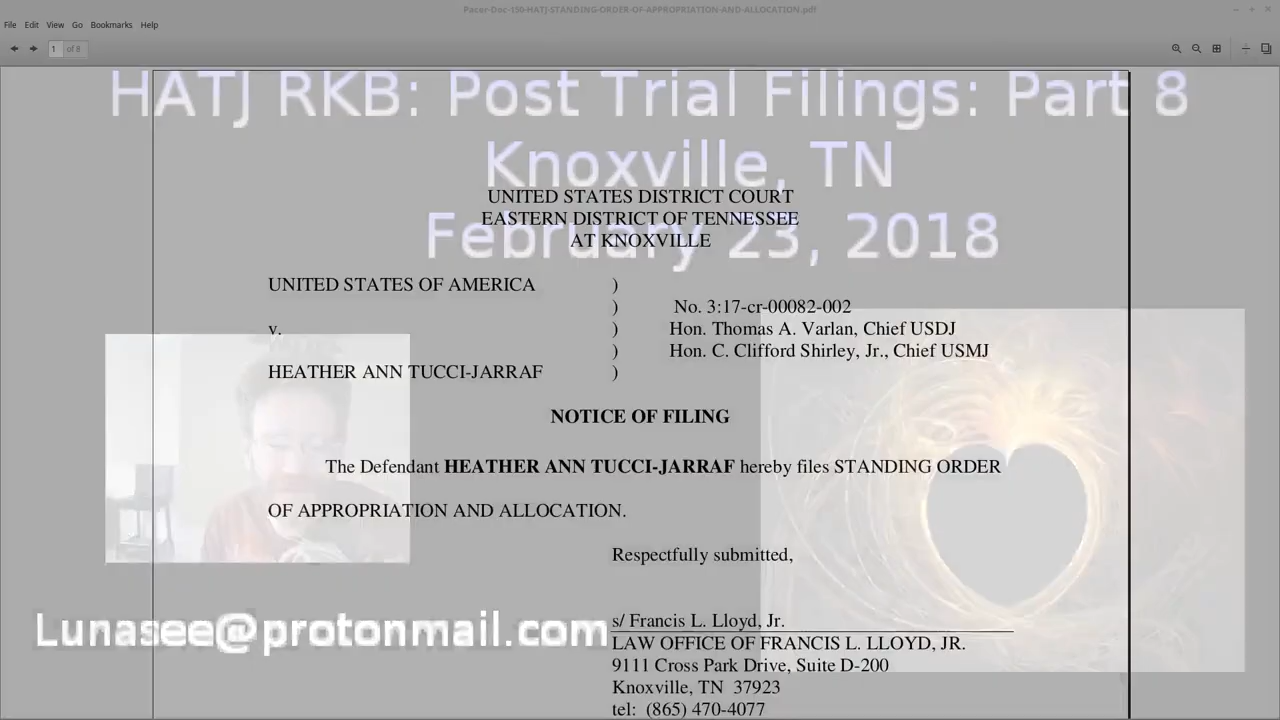 Pacer-Doc-150-HATJ-STANDING-ORDER-OF-APPROPRIATION-AND-ALLOCATION.pdf
File Edit View Go Bookmarks Help
1 of 8
HATJ RKB: Post Trial Filings: Part 8
Knoxville, TN
February 23, 2018
UNITED STATES DISTRICT COURT
EASTERN DISTRICT OF TENNESSEE
AT KNOXVILLE
UNITED STATES OF AMERICA )
) No. 3:17-cr-00082-002
v. ) Hon. Thomas A. Varlan, Chief USDJ
) Hon. C. Clifford Shirley, Jr., Chief USMJ
HEATHER ANN TUCCI-JARRAF )
NOTICE OF FILING
The Defendant HEATHER ANN TUCCI-JARRAF hereby files STANDING ORDER
OF APPROPRIATION AND ALLOCATION.
Respectfully submitted,
s/ Francis L. Lloyd, Jr.
Lunasee@protonmail.com
LAW OFFICE OF FRANCIS L. LLOYD, JR.
9111 Cross Park Drive, Suite D-200
Knoxville, TN 37923
tel: (865) 470-4077